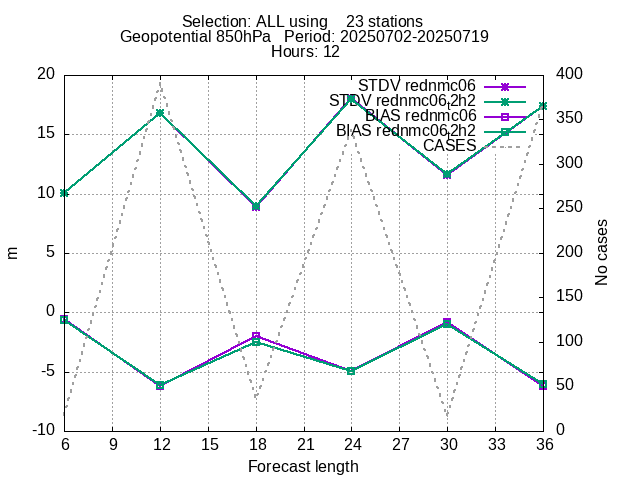 Selection: ALL using    23 stations
Geopotential 850hPa   Period: 20250702-20250719
Hours: 12
STDV rednmc06
STDV rednmc06t2h2
BIAS rednmc06
BIAS rednmc06t2h2
CASES
20
15
10
5
0
-5
-10
m
400
350
300
250
200
150
100
50
0
No cases
6 9 12 15 18 21 24 27 30 33 36
Forecast length